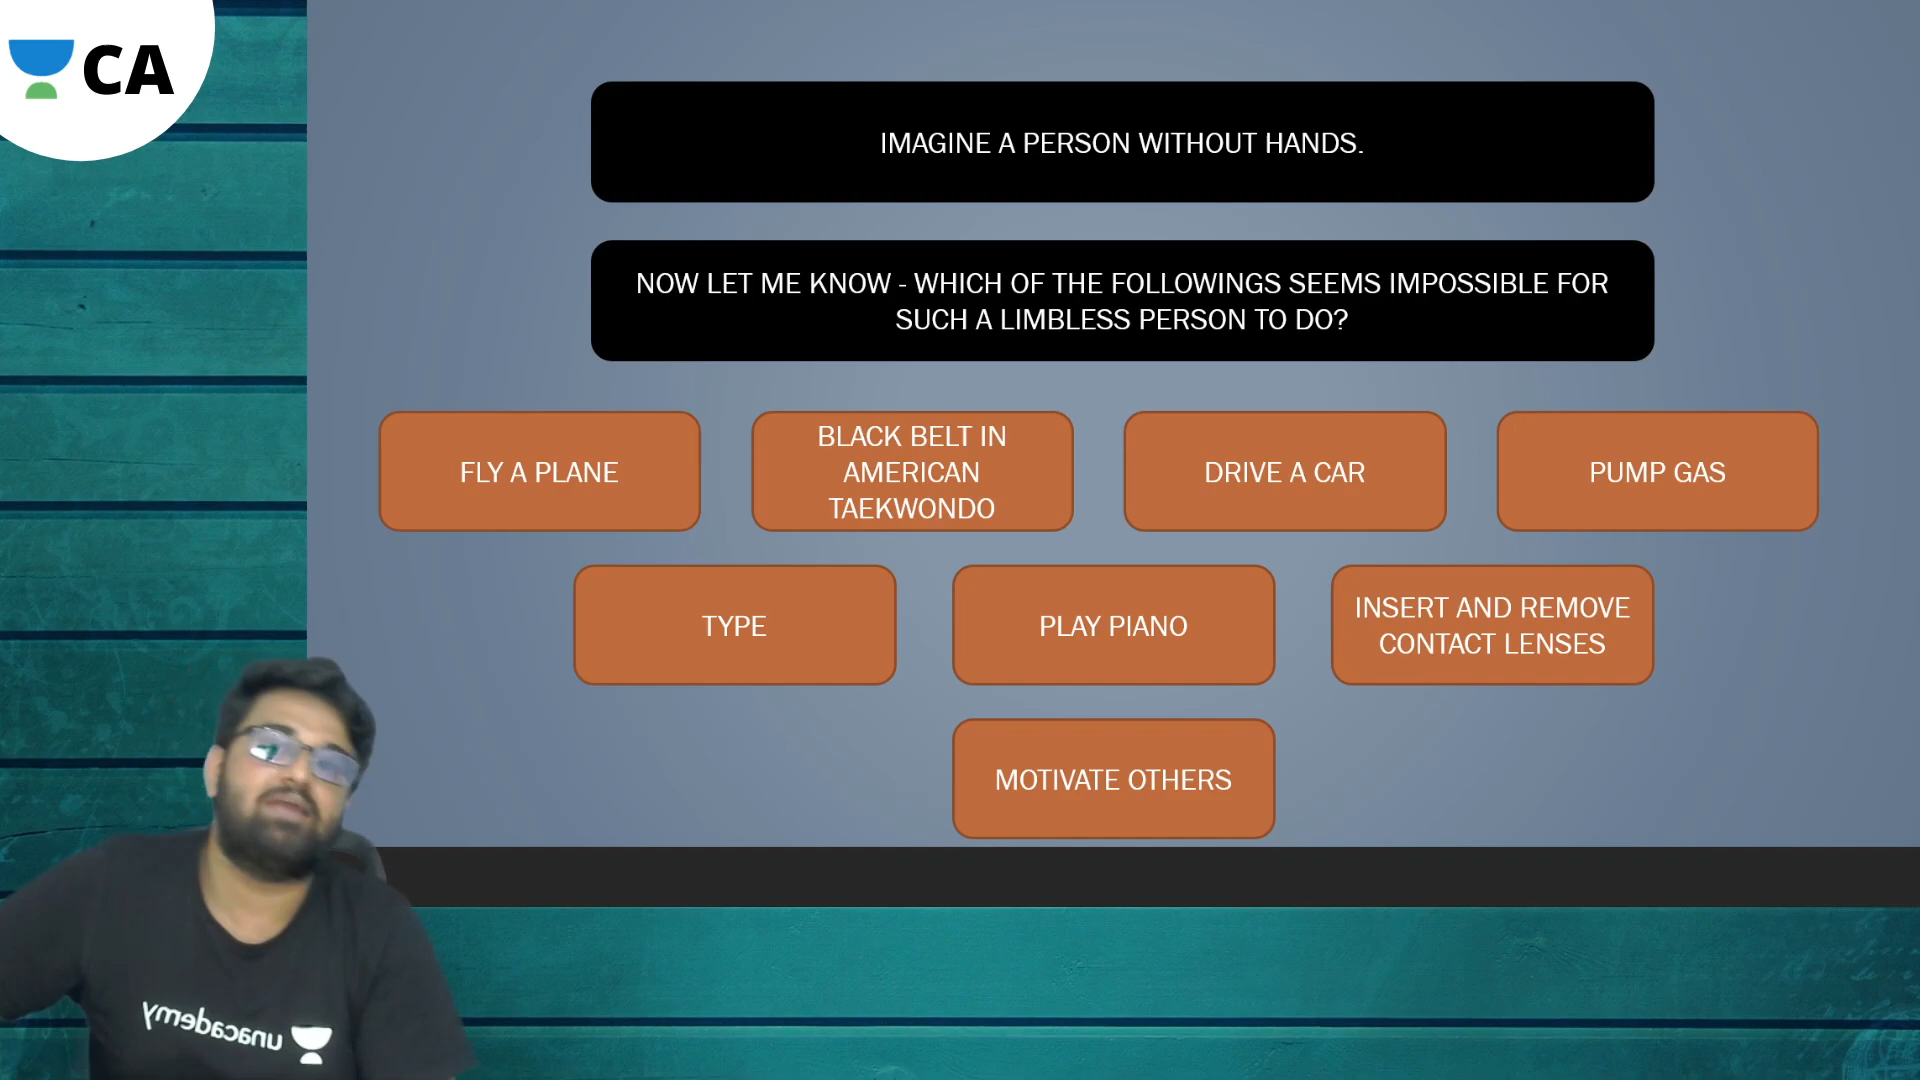 CA
IMAGINE A PERSON WITHOUT HANDS.
NOW LET ME KNOW - WHICH OF THE FOLLOWINGS SEEMS IMPOSSIBLE FOR
SUCH A LIMBLESS PERSON TO DO?
FLY A PLANE
BLACK BELT IN
AMERICAN
TAEKWONDO
DRIVE A CAR
PUMP GAS
TYPE
PLAY PIANO
INSERT AND REMOVE
CONTACT LENSES
MOTIVATE OTHERS
unacademy